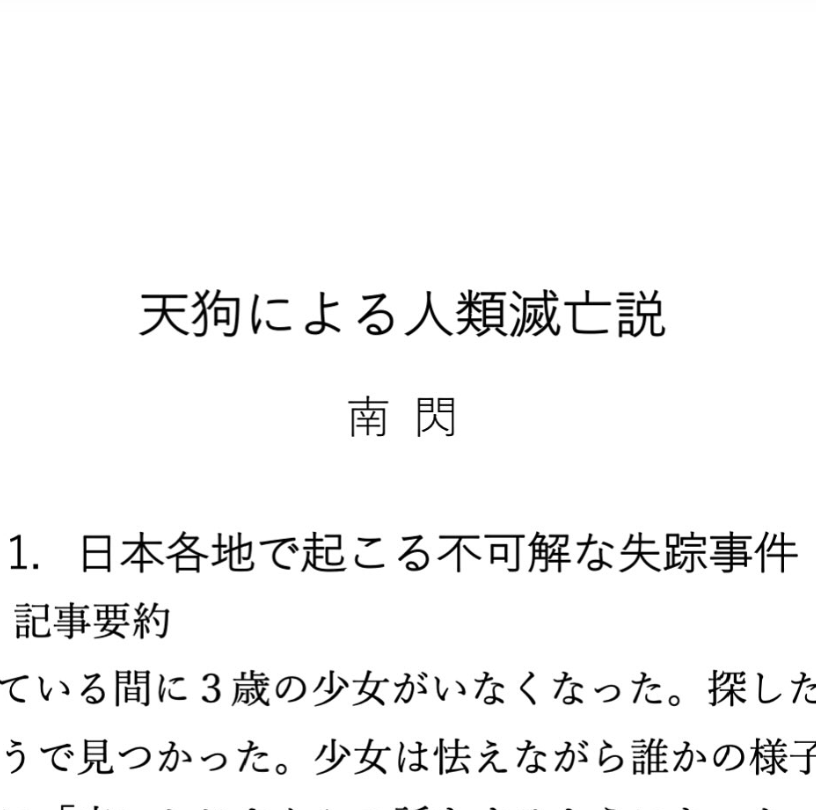 天狗による人類滅亡説
南 閃
1. 日本各地で起こる不可解な失踪事件
記事要約
ている間に3歳の少女がいなくなった。探した
うで見つかった。少女は怯えながら誰かの様子